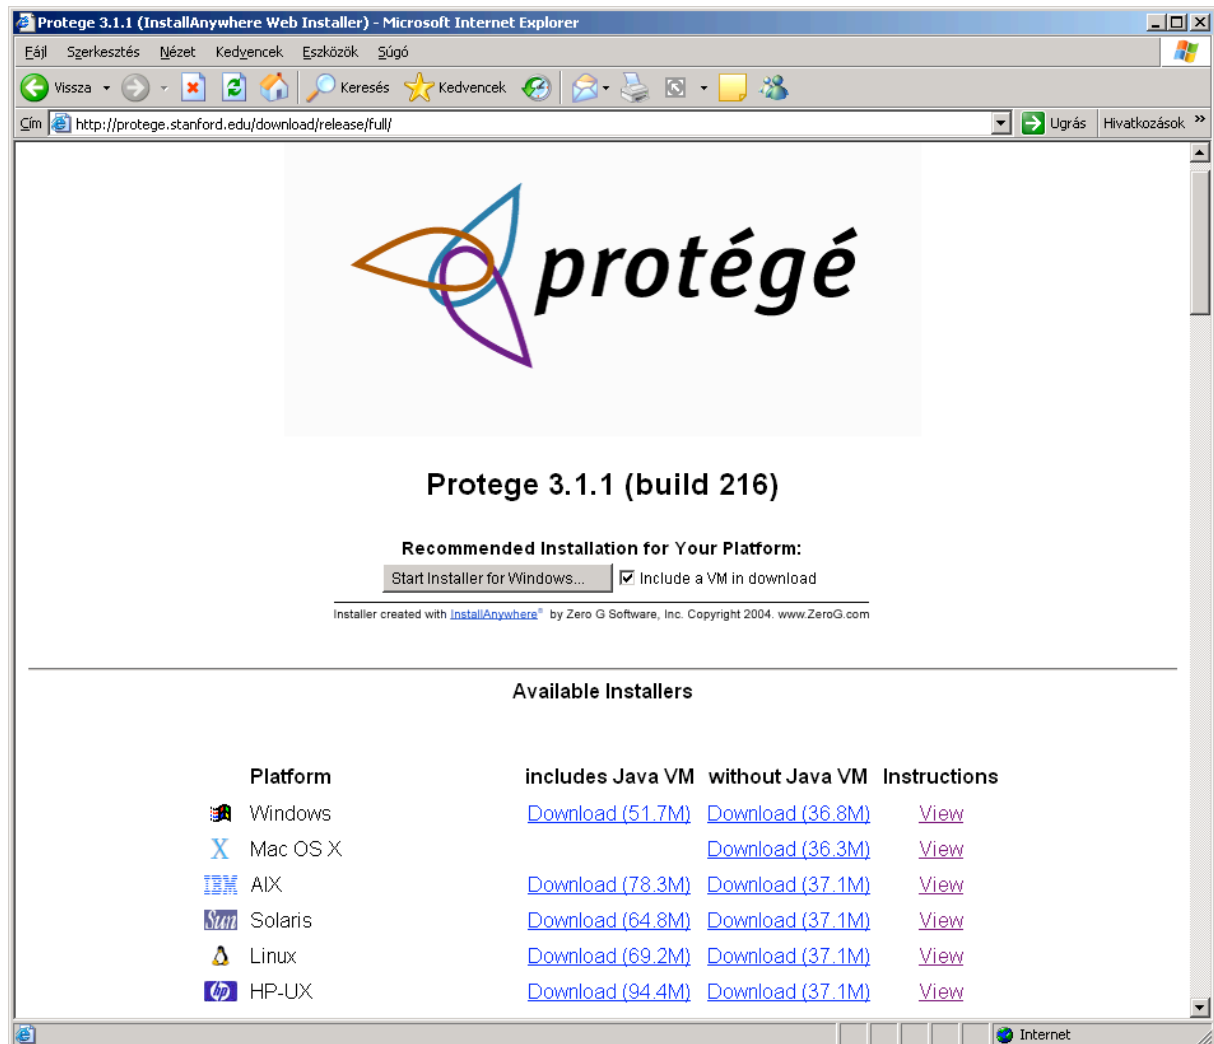 Protege 3.1.1 (InstallAnywhere Web Installer) - Microsoft Internet Explorer
Fájl Szerkesztés Nézet Kedvencek Eszközök Súgó
Vissza Keresés Kedvencek
Cím http://protege.stanford.edu/download/release/full/ Ugrás Hivatkozások »
protégé
Protege 3.1.1 (build 216)
Recommended Installation for Your Platform:
Start Installer for Windows... Include a VM in download
Installer created with InstallAnywhere® by Zero G Software, Inc. Copyright 2004. www.ZeroG.com
Available Installers
Platform includes Java VM without Java VM Instructions
Windows Download (51.7M) Download (36.8M) View
X Mac OS X Download (36.3M) View
IBM AIX Download (78.3M) Download (37.1M) View
Sun Solaris Download (64.8M) Download (37.1M) View
Linux Download (69.2M) Download (37.1M) View
hp HP-UX Download (94.4M) Download (37.1M) View
Internet